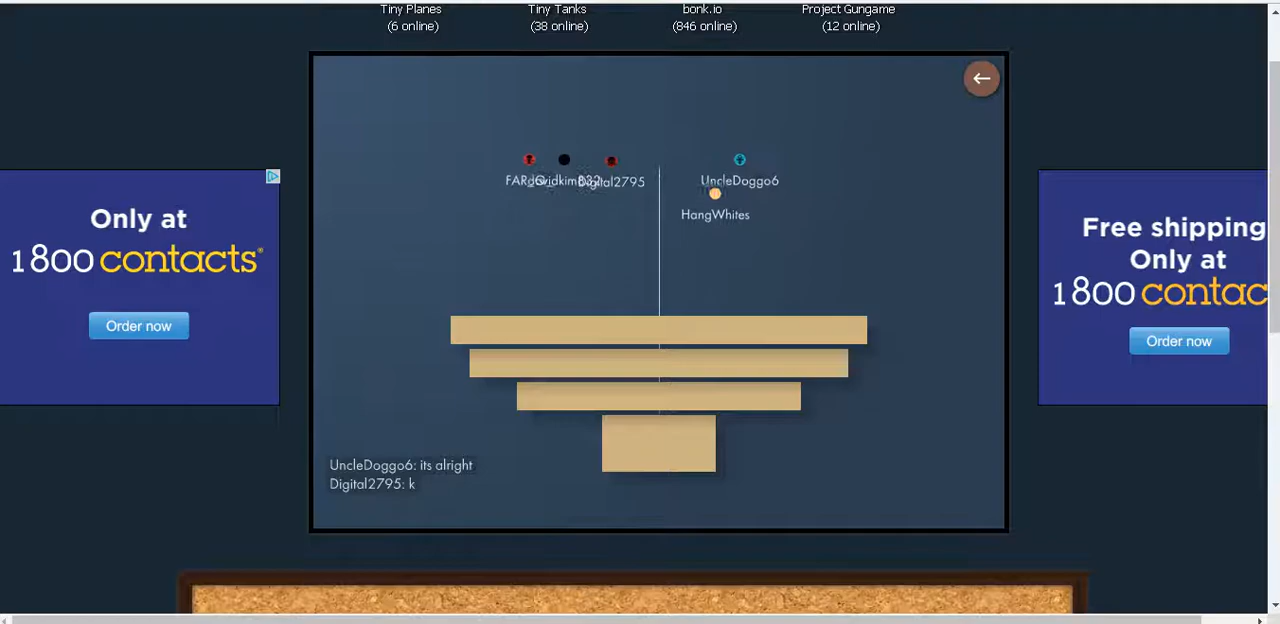 Tiny Planes
(6 online)
Tiny Tanks
(38 online)
bonk.io
(846 online)
Project Gungame
(12 online)
Only at
1800 contacts
Order now
Free shipping
Only at
1800 contac
Order now
Digital2795
UncleDoggo6
HangWhites
UncleDoggo6: its alright
Digital2795: k